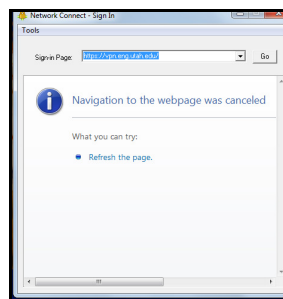 Network Connect - Sign In
Tools
Sign-in Page: https://vpn.eng.utah.edu/ Go
Navigation to the webpage was canceled
What you can try:
Refresh the page.